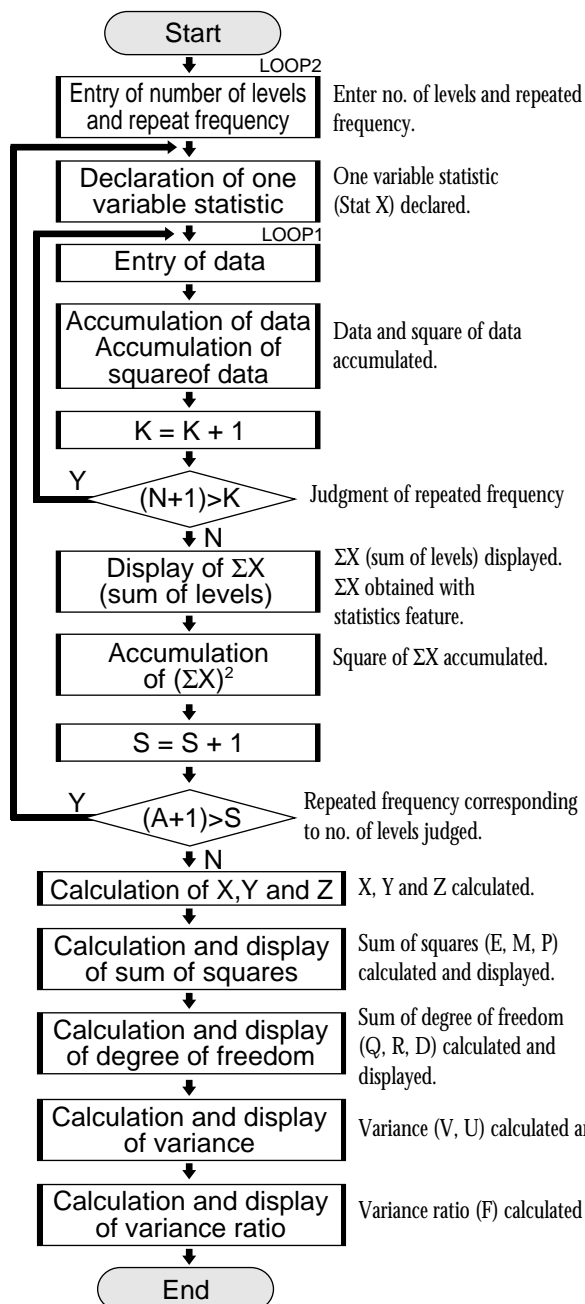 Start
LOOP2
Entry of number of levels
and repeat frequency
Enter no. of levels and repeated
frequency.
Declaration of one
variable statistic
One variable statistic
(Stat X) declared.
LOOP1
Entry of data
Accumulation of data
Accumulation of
squareof data
Data and square of data
accumulated.
K = K + 1
Y
(N+1)>K
Judgment of repeated frequency
N
Display of ΣX
(sum of levels)
ΣX (sum of levels) displayed.
ΣX obtained with
statistics feature.
Accumulation
of (ΣX)²
Square of ΣX accumulated.
S = S + 1
Y
(A+1)>S
Repeated frequency corresponding
to no. of levels judged.
N
Calculation of X,Y and Z
X, Y and Z calculated.
Calculation and display
of sum of squares
Sum of squares (E, M, P)
calculated and displayed.
Calculation and display
of degree of freedom
Sum of degree of freedom
(Q, R, D) calculated and
displayed.
Calculation and display
of variance
Variance (V, U) calculated
Calculation and display
of variance ratio
Variance ratio (F) calculated
End